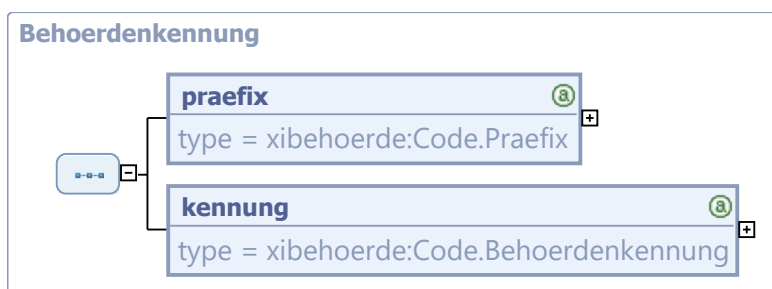 Behoerdenkennung
praefix
type = xibehoerde:Code.Praefix
kennung
type = xibehoerde:Code.Behoerdenkennung